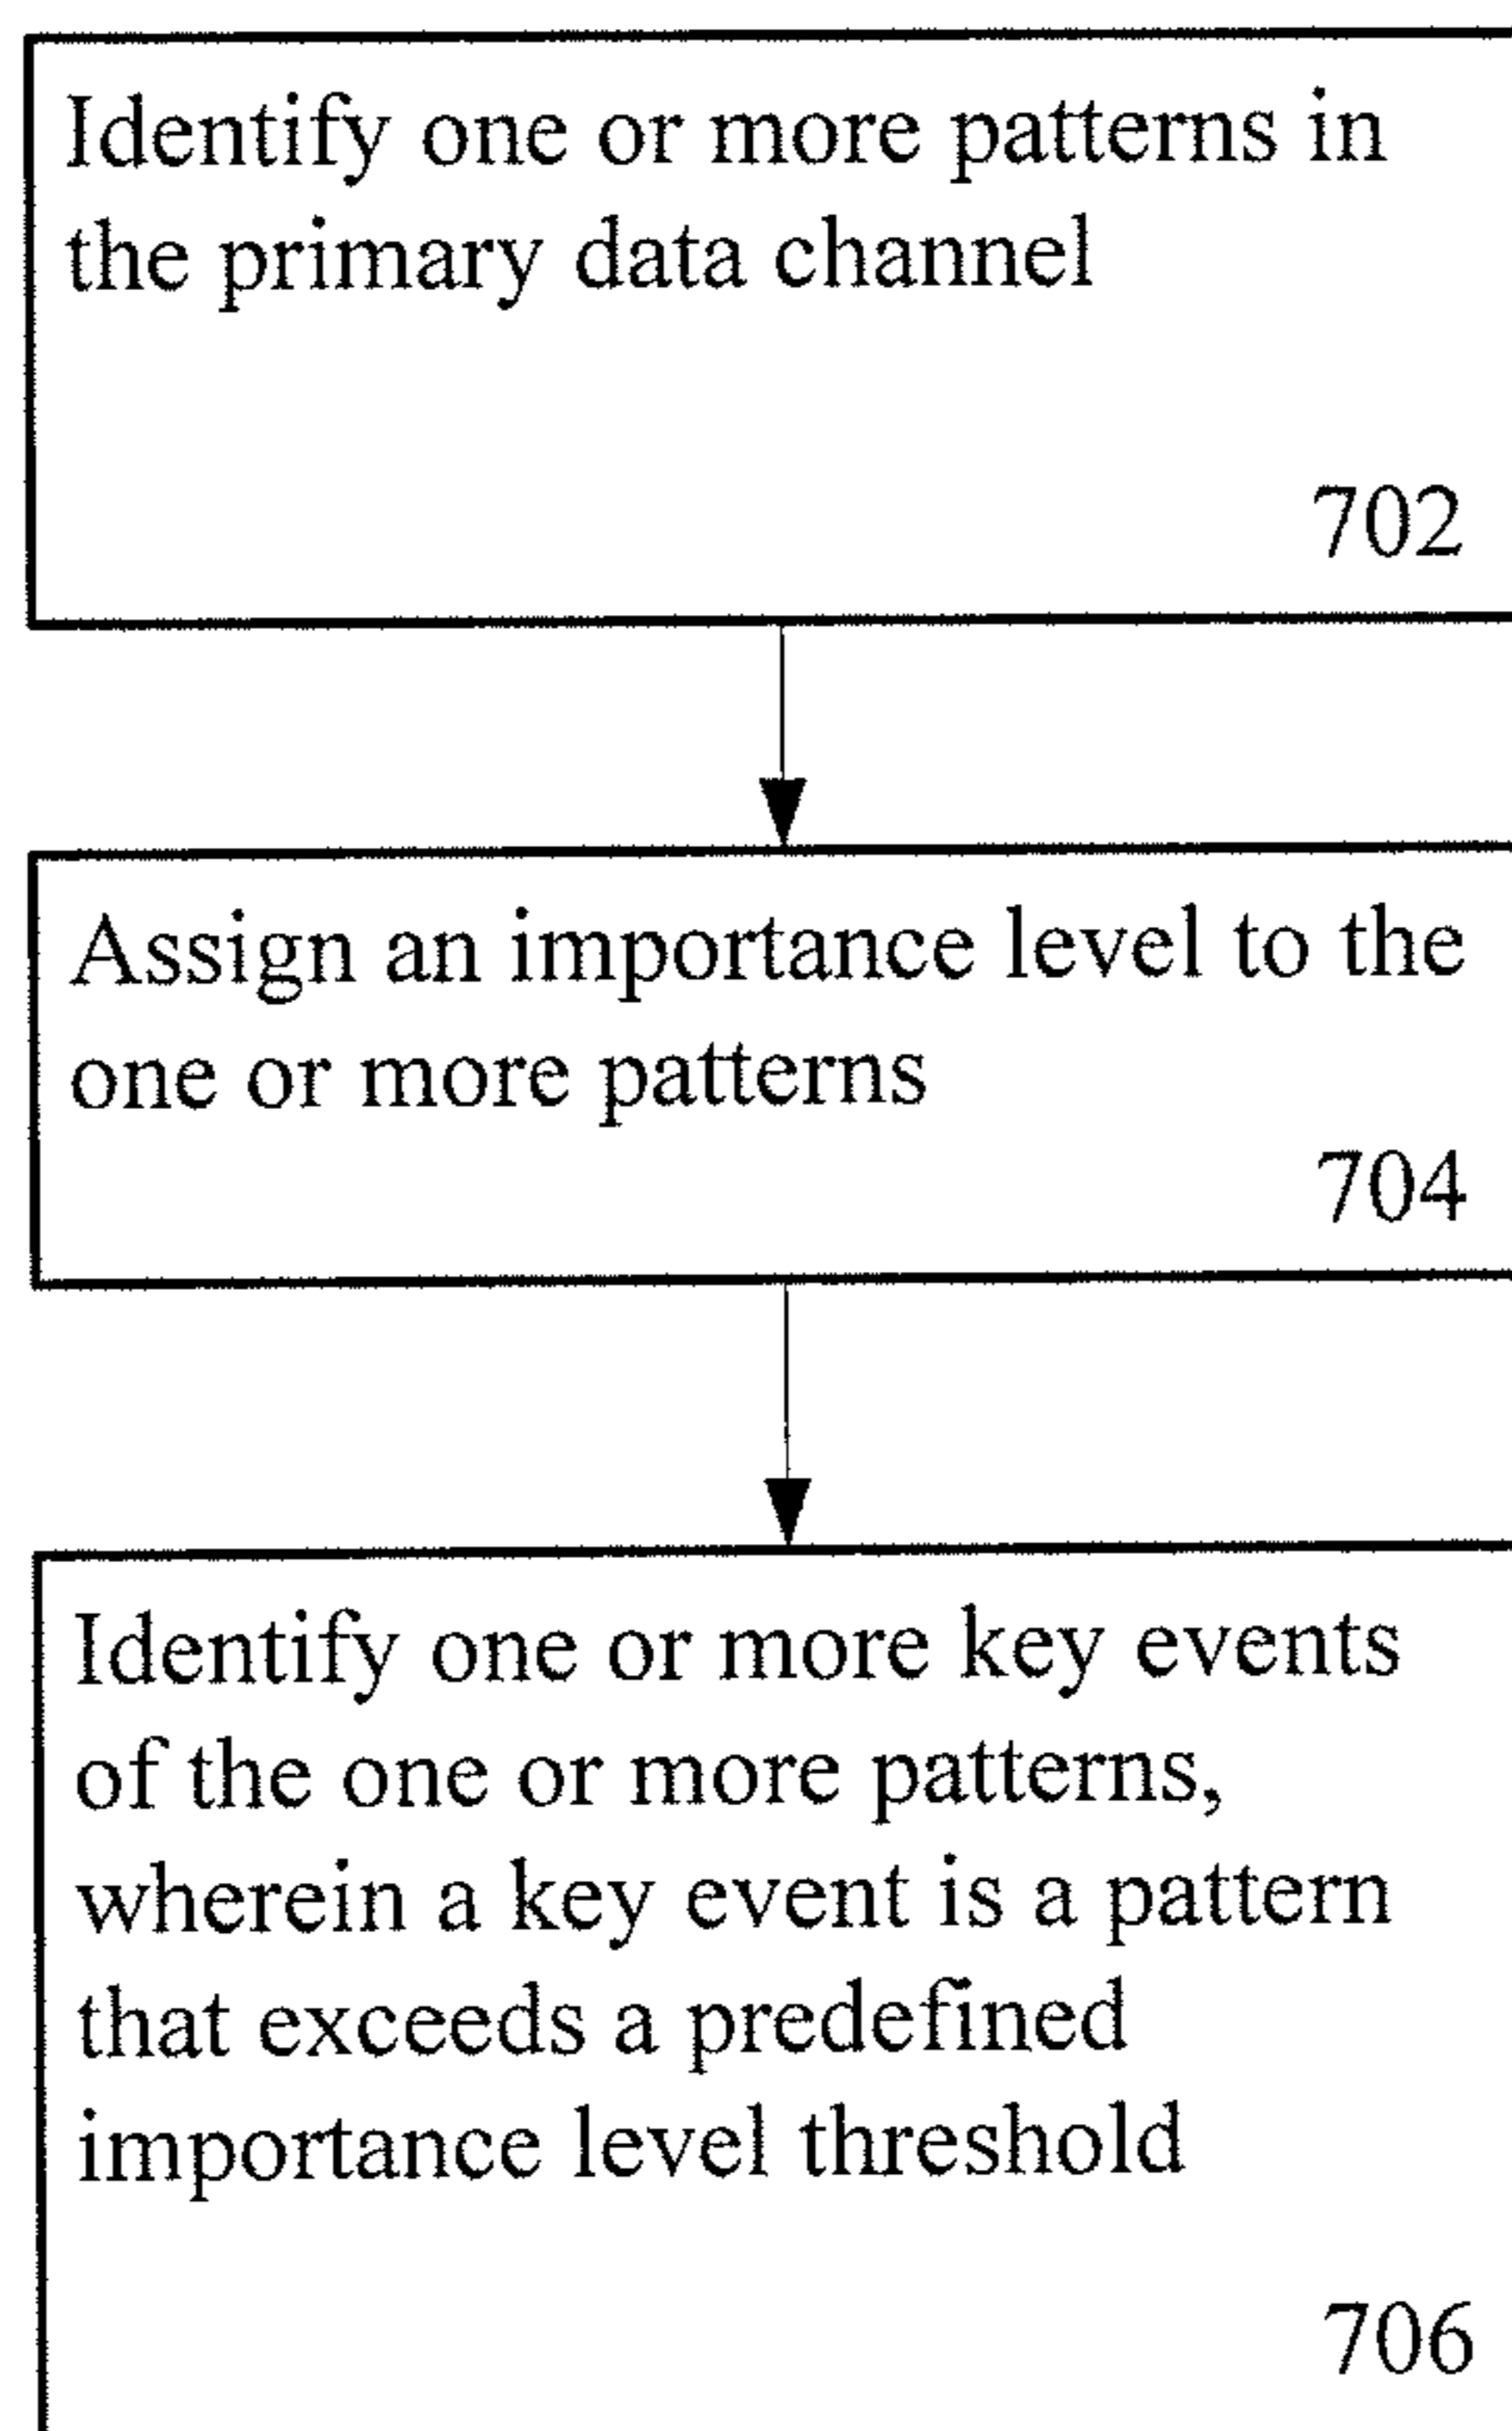 Identify one or more patterns in
the primary data channel
702
Assign an importance level to the
one or more patterns
704
Identify one or more key events
of the one or more patterns,
wherein a key event is a pattern
that exceeds a predefined
importance level threshold
706